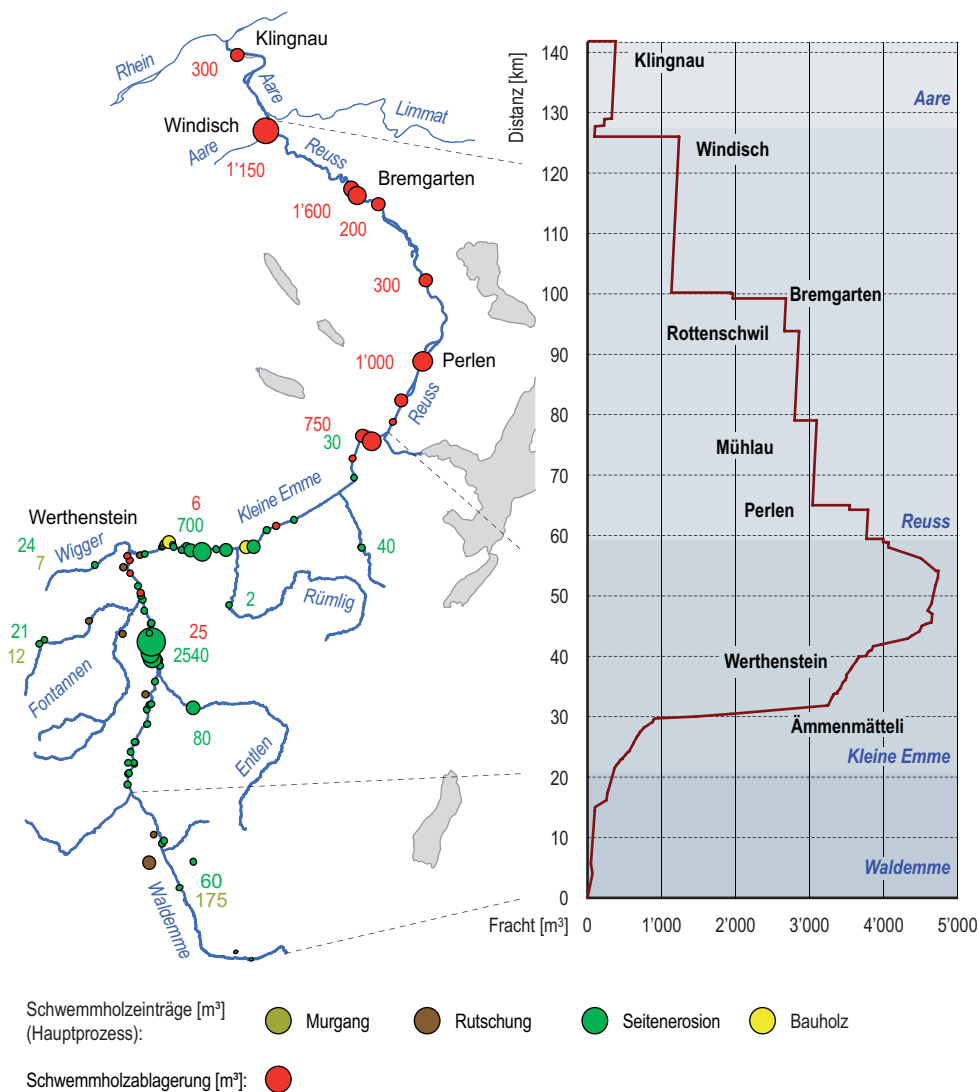 Klingnau
Rhein
300
Aare
Limmat
Windisch
Aare
Reuss
1'150
Bremgarten
1'600
200
300
1'000
Perlen
Reuss
750
30
Kleine Emme
6
700
Werthenstein
24
Wigger
7
40
2
Rümlig
21
12
25
2540
Fontannen
80
Entlen
60
175
Waldemme
Distanz [km]
140
130
120
110
100
90
80
70
60
50
40
30
20
10
0
Klingnau
Aare
Windisch
Bremgarten
Rottenschwil
Mühlau
Perlen
Reuss
Werthenstein
Ämmenmätteli
Kleine Emme
Waldemme
Fracht [m³] 0 1'000 2'000 3'000 4'000 5'000
Schwemmholzeinträge [m³]
(Hauptprozess):
Murgang Rutschung Seitenerosion Bauholz
Schwemmholzablagerung [m³]: